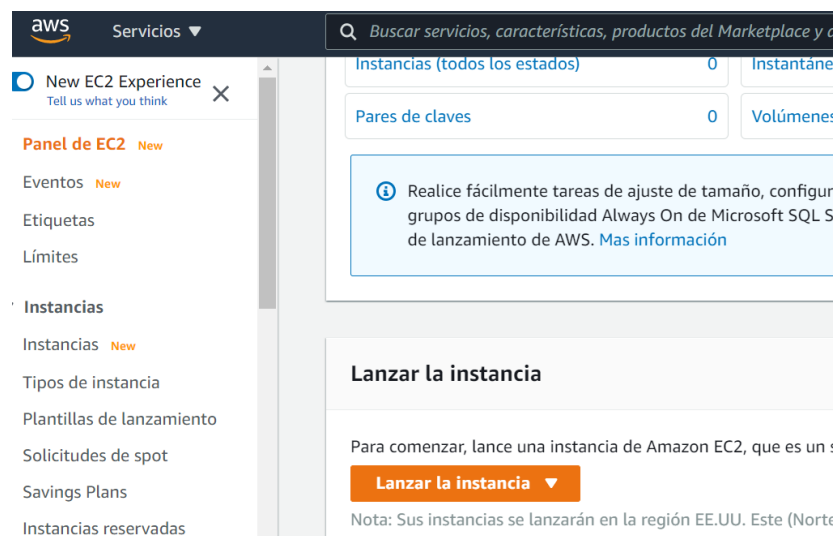 aws
Servicios
Buscar servicios, características, productos del Marketplace y
New EC2 Experience
Tell us what you think
Panel de EC2 New
Eventos New
Etiquetas
Límites
Instancias
Instancias New
Tipos de instancia
Plantillas de lanzamiento
Solicitudes de spot
Savings Plans
Instancias reservadas
Instancias (todos los estados) 0
Pares de claves 0
Volúmenes
Realice fácilmente tareas de ajuste de tamaño,
grupos de disponibilidad Always On de Microsoft SQL
de lanzamiento de AWS. Mas información
Lanzar la instancia
Para comenzar, lance una instancia de Amazon EC2, que es un
Lanzar la instancia
Nota: Sus instancias se lanzarán en la región EE.UU. Este